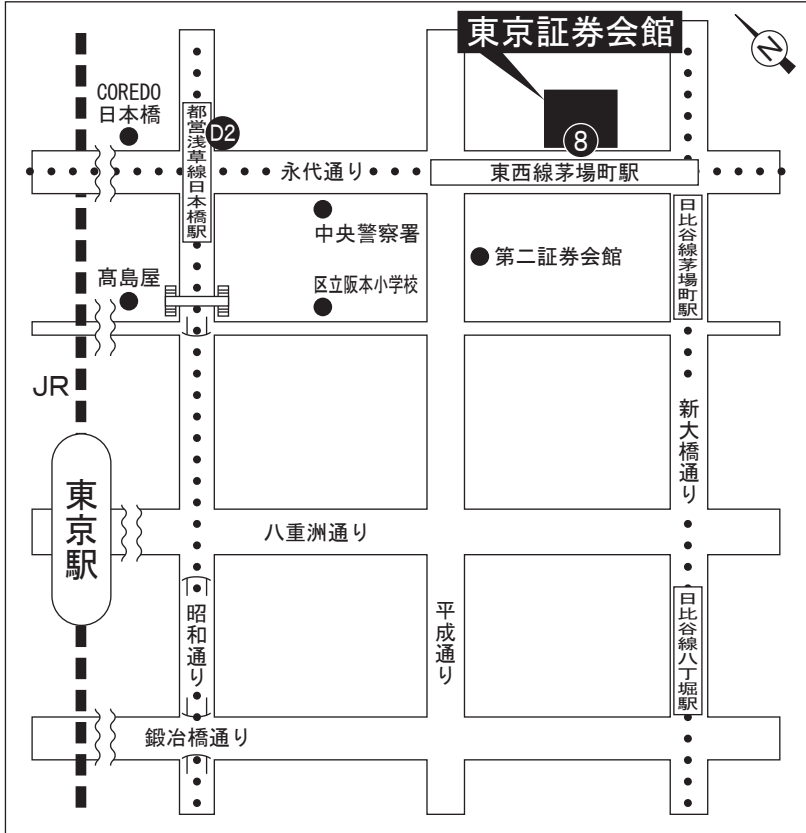 東京証券会館
N
COREDO
日本橋
都営浅草線日本橋駅
D2
8
永代通り
東西線茅場町駅
中央警察署
日比谷線茅場町駅
第二証券会館
髙島屋
区立阪本小学校
JR
新大橋通り
東京駅
八重洲通り
昭和通り
平成通り
日比谷線八丁堀駅
鍛冶橋通り